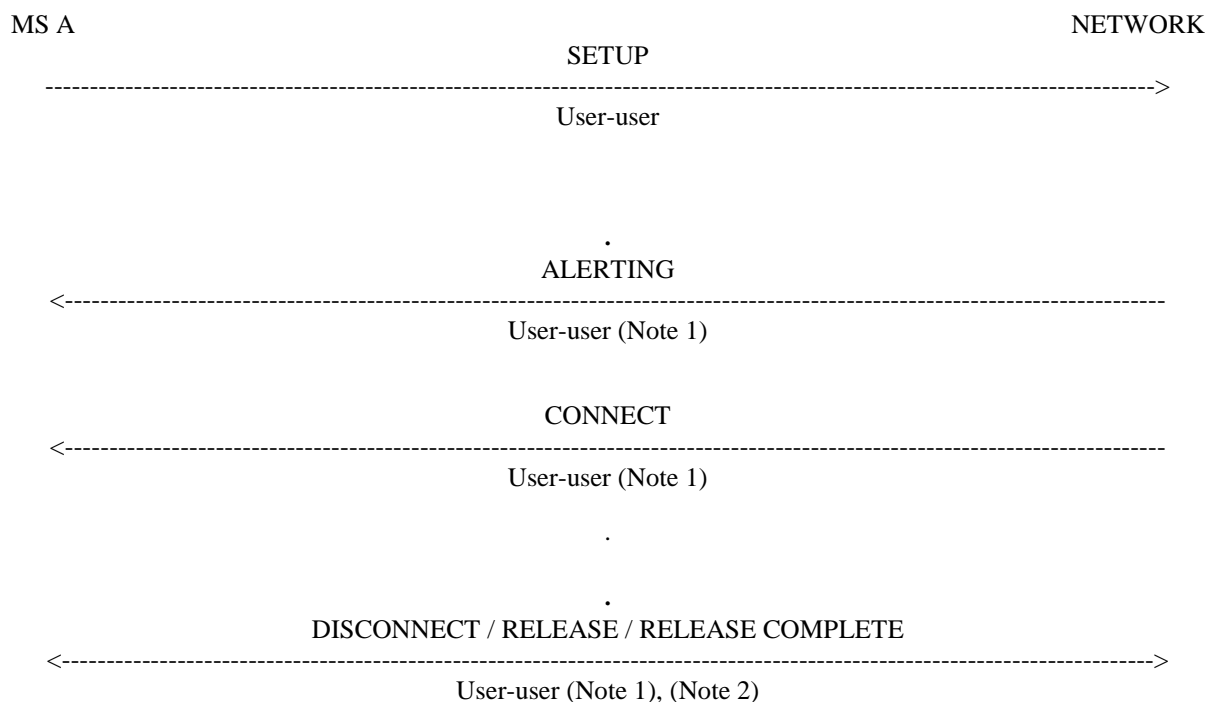 MS A NETWORK
SETUP
------------------------------------------------------------------------------------------------------------------------------>
User-user
.
ALERTING
<-----------------------------------------------------------------------------------------------------------------------------
User-user (Note 1)
CONNECT
<-----------------------------------------------------------------------------------------------------------------------------
User-user (Note 1)
.
.
DISCONNECT / RELEASE / RELEASE COMPLETE
<---------------------------------------------------------------------------------------------------------------------------->
User-user (Note 1), (Note 2)